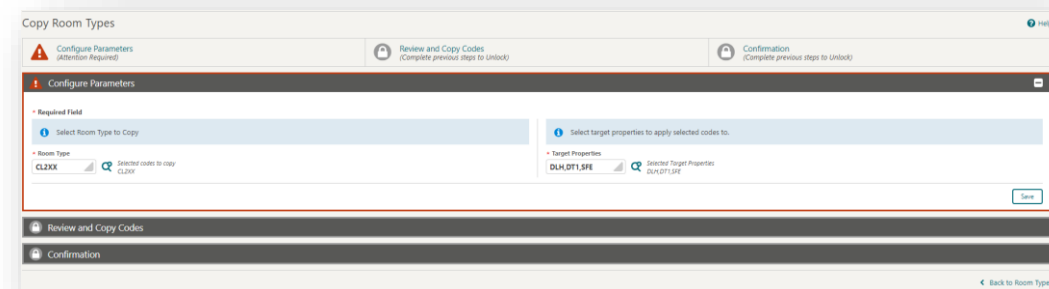 Copy Room Types
Help
Configure Parameters
(Attention Required)
Review and Copy Codes
(Complete previous steps to Unlock)
Confirmation
(Complete previous steps to Unlock)
Configure Parameters
* Required Field
Select Room Type to Copy
Select target properties to apply selected codes to.
* Room Type
CL2XX
Selected codes to copy
CL2XX
* Target Properties
DLH,DT1,SFE
Selected Target Properties
DLH,DT1,SFE
Save
Review and Copy Codes
Confirmation
Back to Room Type